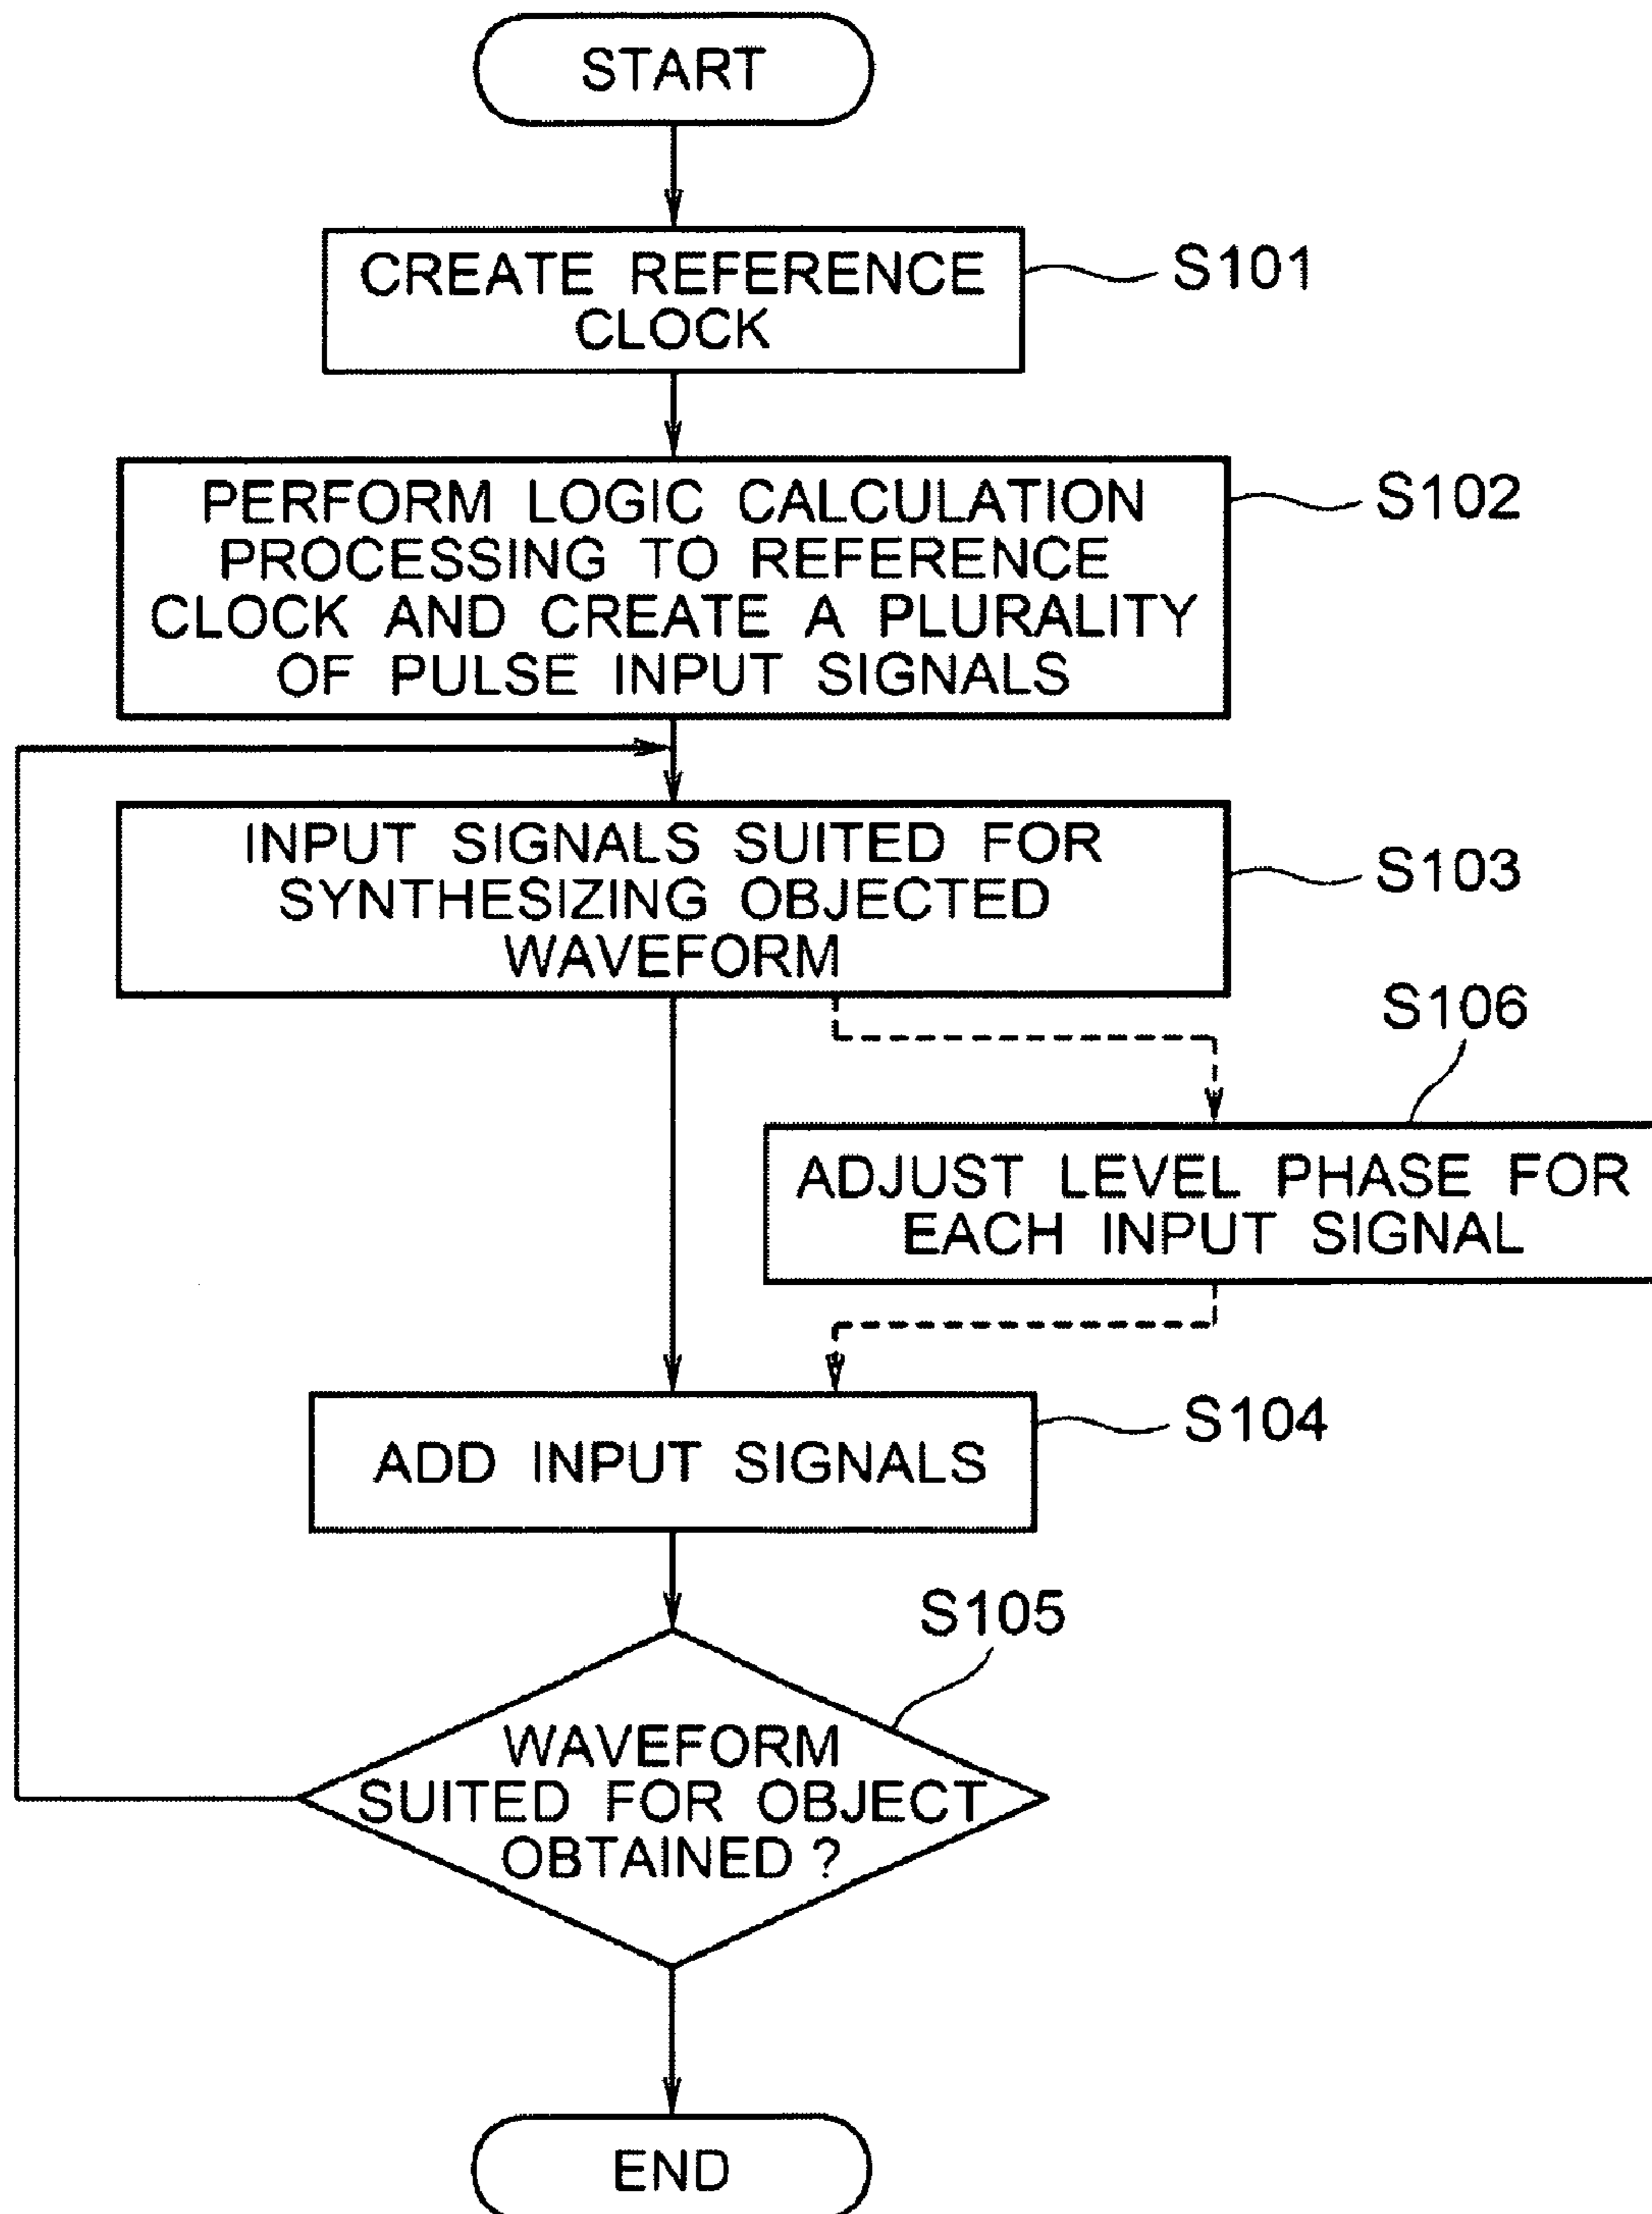 START
CREATE REFERENCE
CLOCK
S101
PERFORM LOGIC CALCULATION
PROCESSING TO REFERENCE
CLOCK AND CREATE A PLURALITY
OF PULSE INPUT SIGNALS
S102
INPUT SIGNALS SUITED FOR
SYNTHESIZING OBJECTED
WAVEFORM
S103
S106
ADJUST LEVEL PHASE FOR
EACH INPUT SIGNAL
ADD INPUT SIGNALS
S104
S105
WAVEFORM
SUITED FOR OBJECT
OBTAINED ?
END